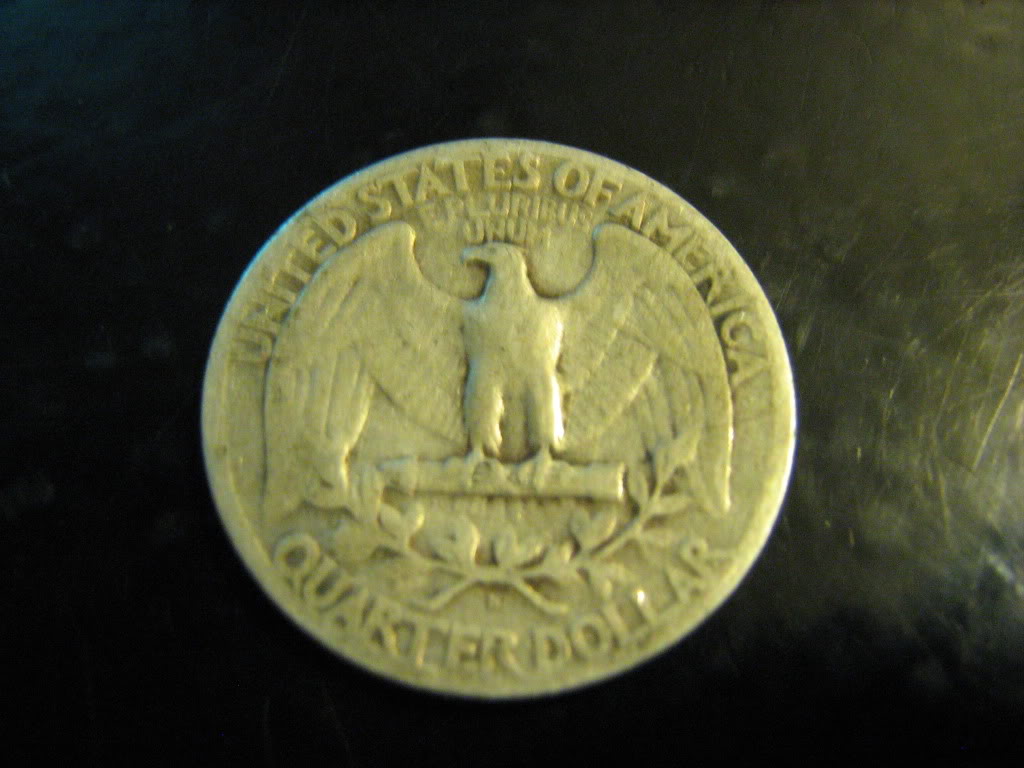 UNITED STATES OF AMERICA
E PLURIBUS
UNUM
QUARTER DOLLAR